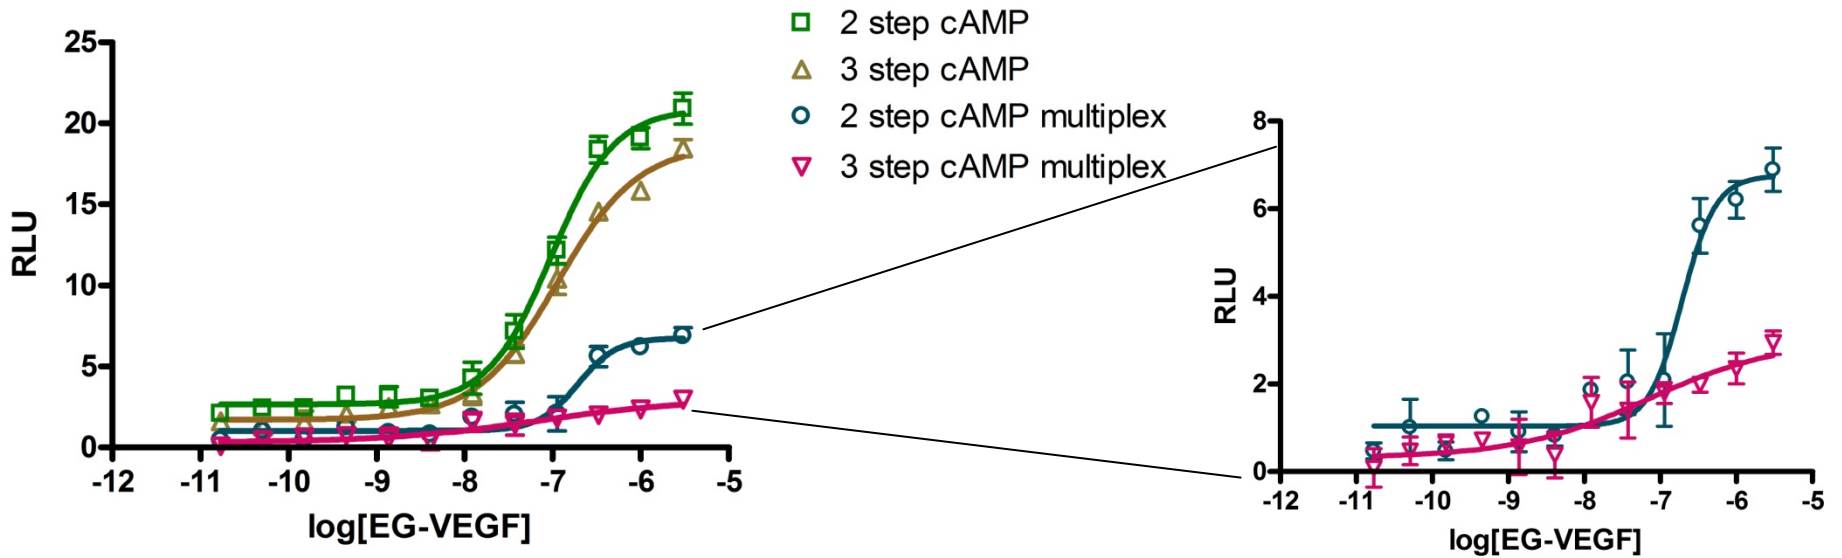 2 step cAMP
3 step cAMP
2 step cAMP multiplex
3 step cAMP multiplex
25
20
15
10
5
0
RLU
-12 -11 -10 -9 -8 -7 -6 -5
log[EG-VEGF]
8
6
4
2
0
RLU
-12 -11 -10 -9 -8 -7 -6 -5
log[EG-VEGF]